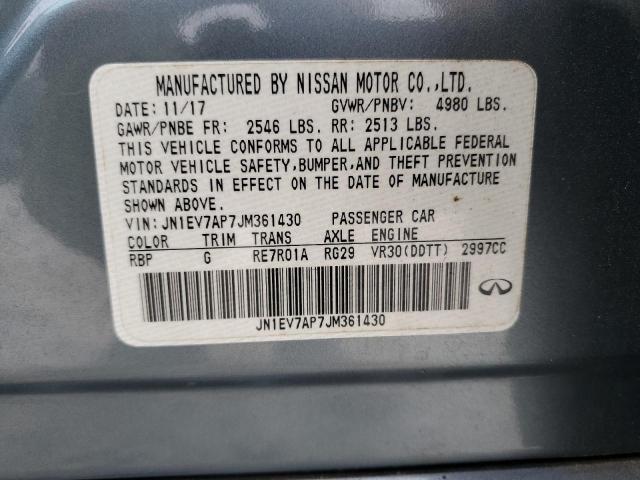 MANUFACTURED BY NISSAN MOTOR CO.,LTD.
DATE: 11/17 GVWR/PNBV: 4980 LBS.
GAWR/PNBE FR: 2546 LBS. RR: 2513 LBS.
THIS VEHICLE CONFORMS TO ALL APPLICABLE FEDERAL
MOTOR VEHICLE SAFETY,BUMPER,AND THEFT PREVENTION
STANDARDS IN EFFECT ON THE DATE OF MANUFACTURE
SHOWN ABOVE.
VIN: JN1EV7AP7JM361430 PASSENGER CAR
COLOR TRIM TRANS AXLE ENGINE
RBP G RE7R01A RG29 VR30(DDTT) 2997CC
JN1EV7AP7JM361430